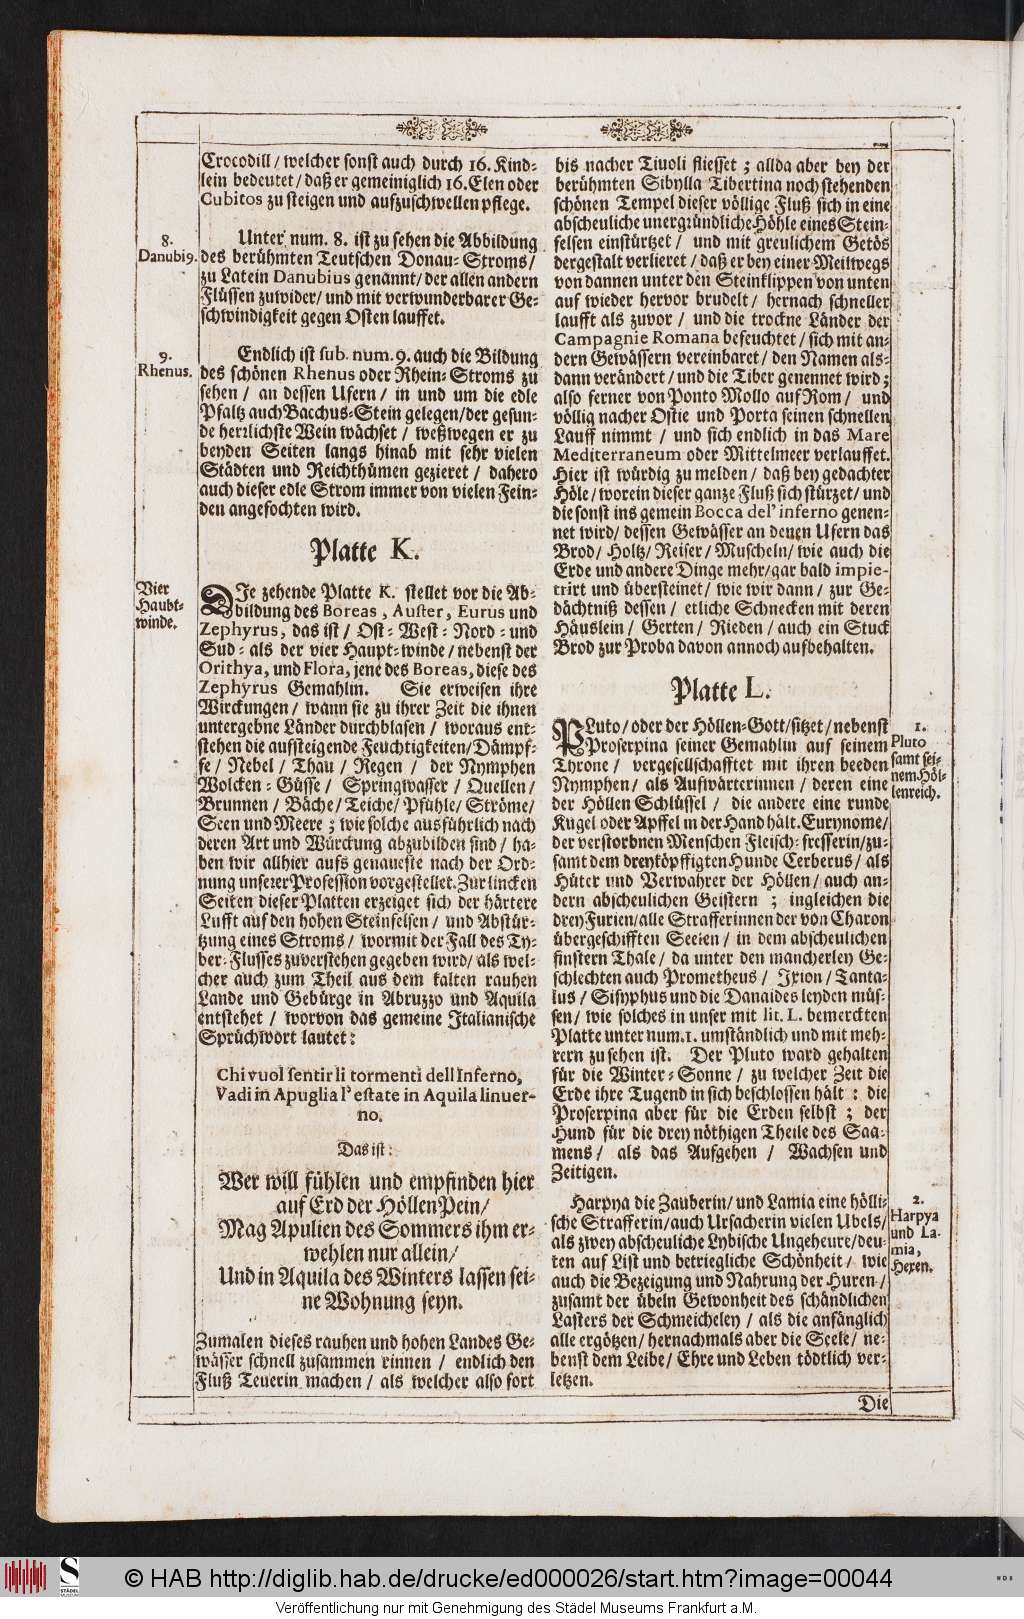 Crocodill / welcher sonst auch durch 16. Kind-
lein bedeutet / daß er gemeiniglich 16. Elen oder
Cubitos zu steigen und aufzuschwellen pflege.
8.
Danubi9.
Unter num. 8. ist zu sehen die Abbildung
des berühmten Teutschen Donau-Stroms /
zu Latein Danubius genannt / der allen andern
Flüssen zuwider / und mit verwunderbarer Ge-
schwindigkeit gegen Osten lauffet.
9.
Rhenus.
Endlich ist sub. num. 9. auch die Bildung
des schönen Rhenus oder Rhein-Stroms zu
sehen / an dessen Ufern / in und um die edle
Pfaltz auch Bacchus-Stein gelegen / der gesun-
de herzlichste Wein wächset / weßwegen er zu
beyden Seiten langs hinab mit sehr vielen
Städten und Reichthümen gezieret / dahero
auch dieser edle Strom immer von vielen Fein-
den angefochten wird.
Platte K.
Vier
Haubt-
winde.
DIe zehende Platte K. stellet vor die Ab-
bildung des Boreas, Auster, Eurus und
Zephyrus, das ist / Ost- West- Nord- und
Sud- als der vier Haupt-winde / nebenst der
Orithya, und Flora, jene des Boreas, diese des
Zephyrus Gemahlin. Sie erweisen ihre
Wirckungen / wann sie zu ihrer Zeit die ihnen
untergebne Länder durchblasen / woraus ent-
stehen die aufsteigende Feuchtigkeiten / Dämpf-
fe / Nebel / Thau / Regen / der Nymphen
Wolcken-Güsse / Springwasser / Quellen /
Brunnen / Bäche / Teiche / Pfuhle / Ströme /
Seen und Meere ; wie solche ausführlich nach
deren Art und Würckung abzubilden sind / ha-
ben wir allhier aufs genaueste nach der Ord-
nung unserer Profession vorgestellet. Zur lincken
Seiten dieser Platten erzeiget sich der härtere
Lufft auf den hohen Steinfelsen / und Abstür-
tzung eines Stroms / wormit der Fall des Ty-
ber-Flusses zuverstehen gegeben wird / als wel-
cher auch zum Theil aus dem kalten rauhen
Lande und Gebürge in Abruzzo und Aquila
entstehet / worvon das gemeine Italianische
Sprüchwort lautet:
Chi vuol sentir li tormenti dell Inferno,
Vadi in Apuglia l' estate in Aquila linuer-
no.
Das ist:
Wer will fühlen und empfinden hier
auf Erd der Höllen Pein /
Mag Apulien des Sommers ihm er-
wehlen nur allein /
Und in Aquila des Winters lassen sei-
ne Wohnung seyn.
Zumalen dieses rauhen und hohen Landes Ge-
wässer schnell zusammen rinnen / endlich den
Fluß Teuerin machen / als welcher also fort
bis nacher Tivoli fliesset ; allda aber bey der
berühmten Sibylla Tibertina noch stehenden
schönen Tempel dieser völlige Fluß sich in eine
abscheuliche unergründliche Höhle eines Stein-
felsen einstürtzet / und mit greulichem Getös
dergestalt verlieret / daß er bey einer Meilwegs
von dannen unter den Steinklippen von unten
auf wieder hervor brudelt / hernach schneller
laufft als zuvor / und die trockne Länder der
Campagnie Romana befeuchtet / sich mit an-
dern Gewässern vereinbaret / den Namen als-
dann verändert / und die Tiber genennet wird ;
also ferner von Ponto Mollo auf Rom / und
völlig nacher Ostie und Porta seinen schnellen
Lauff nimmt / und sich endlich in das Mare
Mediterraneum oder Mittelmeer verlauffet.
Hier ist würdig zu melden / daß bey gedachter
Höle / worein dieser ganze Fluß sich stürzet / und
die sonst ins gemein Bocca del' inferno genen-
net wird / dessen Gewässer an denen Ufern das
Brod / Holtz / Reiser / Muscheln / wie auch die
Erde und andere Dinge mehr / gar bald impie-
trirt und übersteinet / wie wir dann / zur Ge-
dächtniß dessen / etliche Schnecken mit deren
Häuslein / Gerten / Rieden / auch ein Stuck
Brod zur Proba davon annoch aufbehalten.
Platte L.
1.
Pluto
samt sei-
nem Höl-
lenreich.
PLuto / oder der Höllen-Gott / sitzet / nebenst
Proserpina seiner Gemahlin auf seinem
Throne / vergesellschafftet mit ihren beeden
Nymphen / als Aufwärterinnen / deren eine
der Höllen Schlüssel / die andere eine runde
Kugel oder Apffel in der Hand hält. Eurynome /
der verstorbnen Menschen Fleisch-fresserin / zu-
samt dem dreytöpffigten Hunde Cerberus / als
Hüter und Verwahrer der Höllen / auch an-
dern abscheulichen Geistern ; ingleichen die
drey Furien / alle Strafferinnen der von Charon
übergeschifften Seelen / in dem abscheulichen
finstern Thale / da unter den mancherley Ge-
schlechten auch Prometheus / Ixion / Tanta-
lus / Sisyphus und die Danaides leyden müs-
sen / wie solches in unser mit lit. L. bemerckten
Platte unter num. 1. umständlich und mit meh-
rern zu sehen ist. Der Pluto ward gehalten
für die Winter-Sonne / zu welcher Zeit die
Erde ihre Tugend in sich beschlossen hält : die
Proserpina aber für die Erden selbst ; der
Hund für die drey nöthigen Theile des Saa-
mens / als das Aufgehen / Wachsen und
Zeitigen.
2.
Harpya
und La-
mia,
Hexen.
Harpya die Zauberin / und Lamia eine hölli-
sche Strafferin / auch Ursacherin vielen Ubels /
als zwey abscheuliche Lybische Ungeheure / deu-
ten auf List und betriegliche Schönheit / wie
auch die Bezeigung und Nahrung der Huren /
zusamt der übeln Gewonheit des schändlichen
Lasters der Schmeicheley / als die anfänglich
alle ergötzen / hernachmals aber die Seele / ne-
benst dem Leibe / Ehre und Leben tödtlich ver-
letzen.
Die
© HAB http://diglib.hab.de/drucke/ed000026/start.htm?image=00044
Veröffentlichung nur mit Genehmigung des Städel Museums Frankfurt a.M.